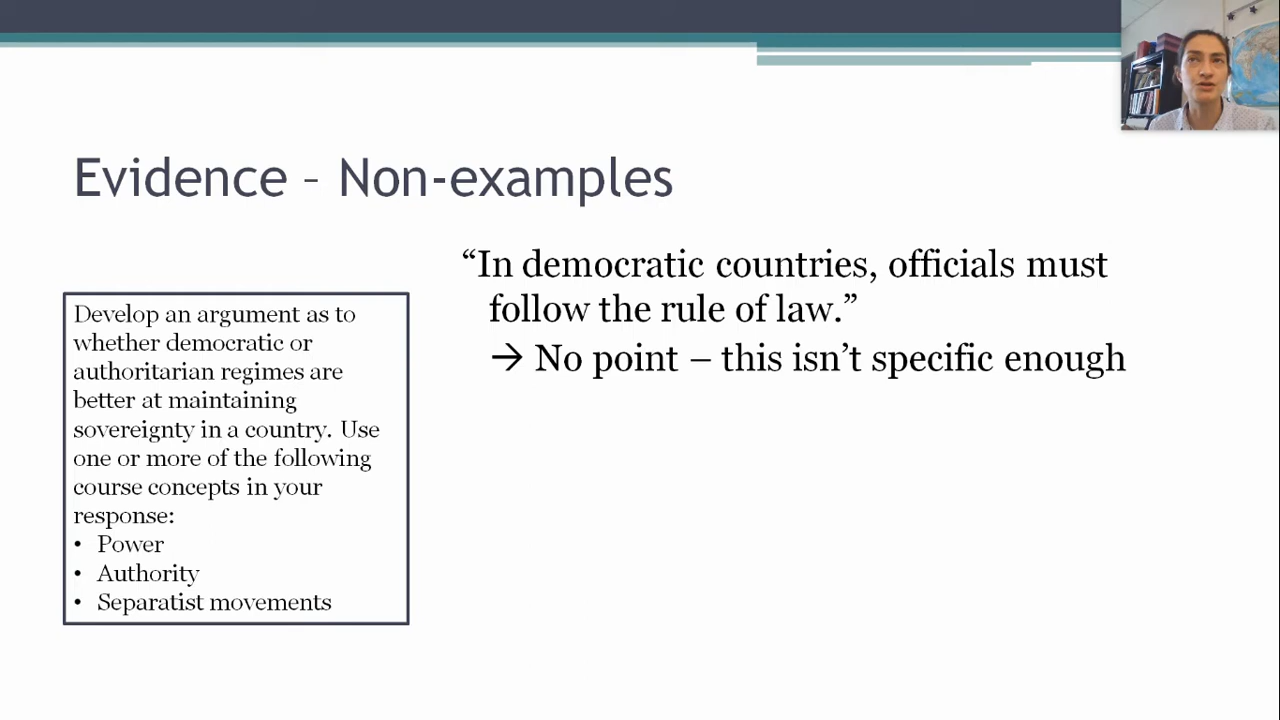 Evidence – Non-examples
Develop an argument as to
whether democratic or
authoritarian regimes are
better at maintaining
sovereignty in a country. Use
one or more of the following
course concepts in your
response:
• Power
• Authority
• Separatist movements
“In democratic countries, officials must
follow the rule of law.”
→ No point – this isn’t specific enough